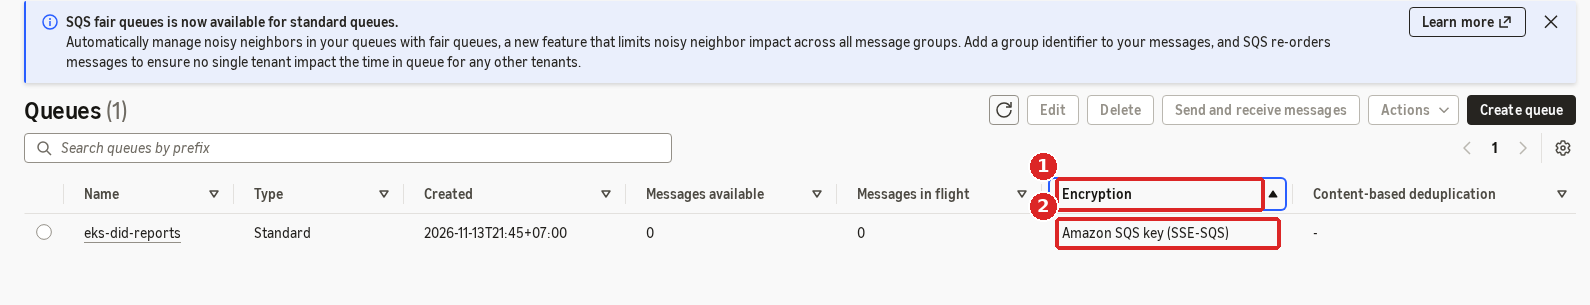 SQS fair queues is now available for standard queues.
Automatically manage noisy neighbors in your queues with fair queues, a new feature that limits noisy neighbor impact across all message groups. Add a group identifier to your messages, and SQS re-orders
messages to ensure no single tenant impact the time in queue for any other tenants.
Learn more
Queues (1)
Edit
Delete
Send and receive messages
Actions
Create queue
Search queues by prefix
1
1
Name
Type
Created
Messages available
Messages in flight
Encryption
Content-based deduplication
2
eks-did-reports
Standard
2026-11-13T21:45+07:00
0
0
Amazon SQS key (SSE-SQS)
-